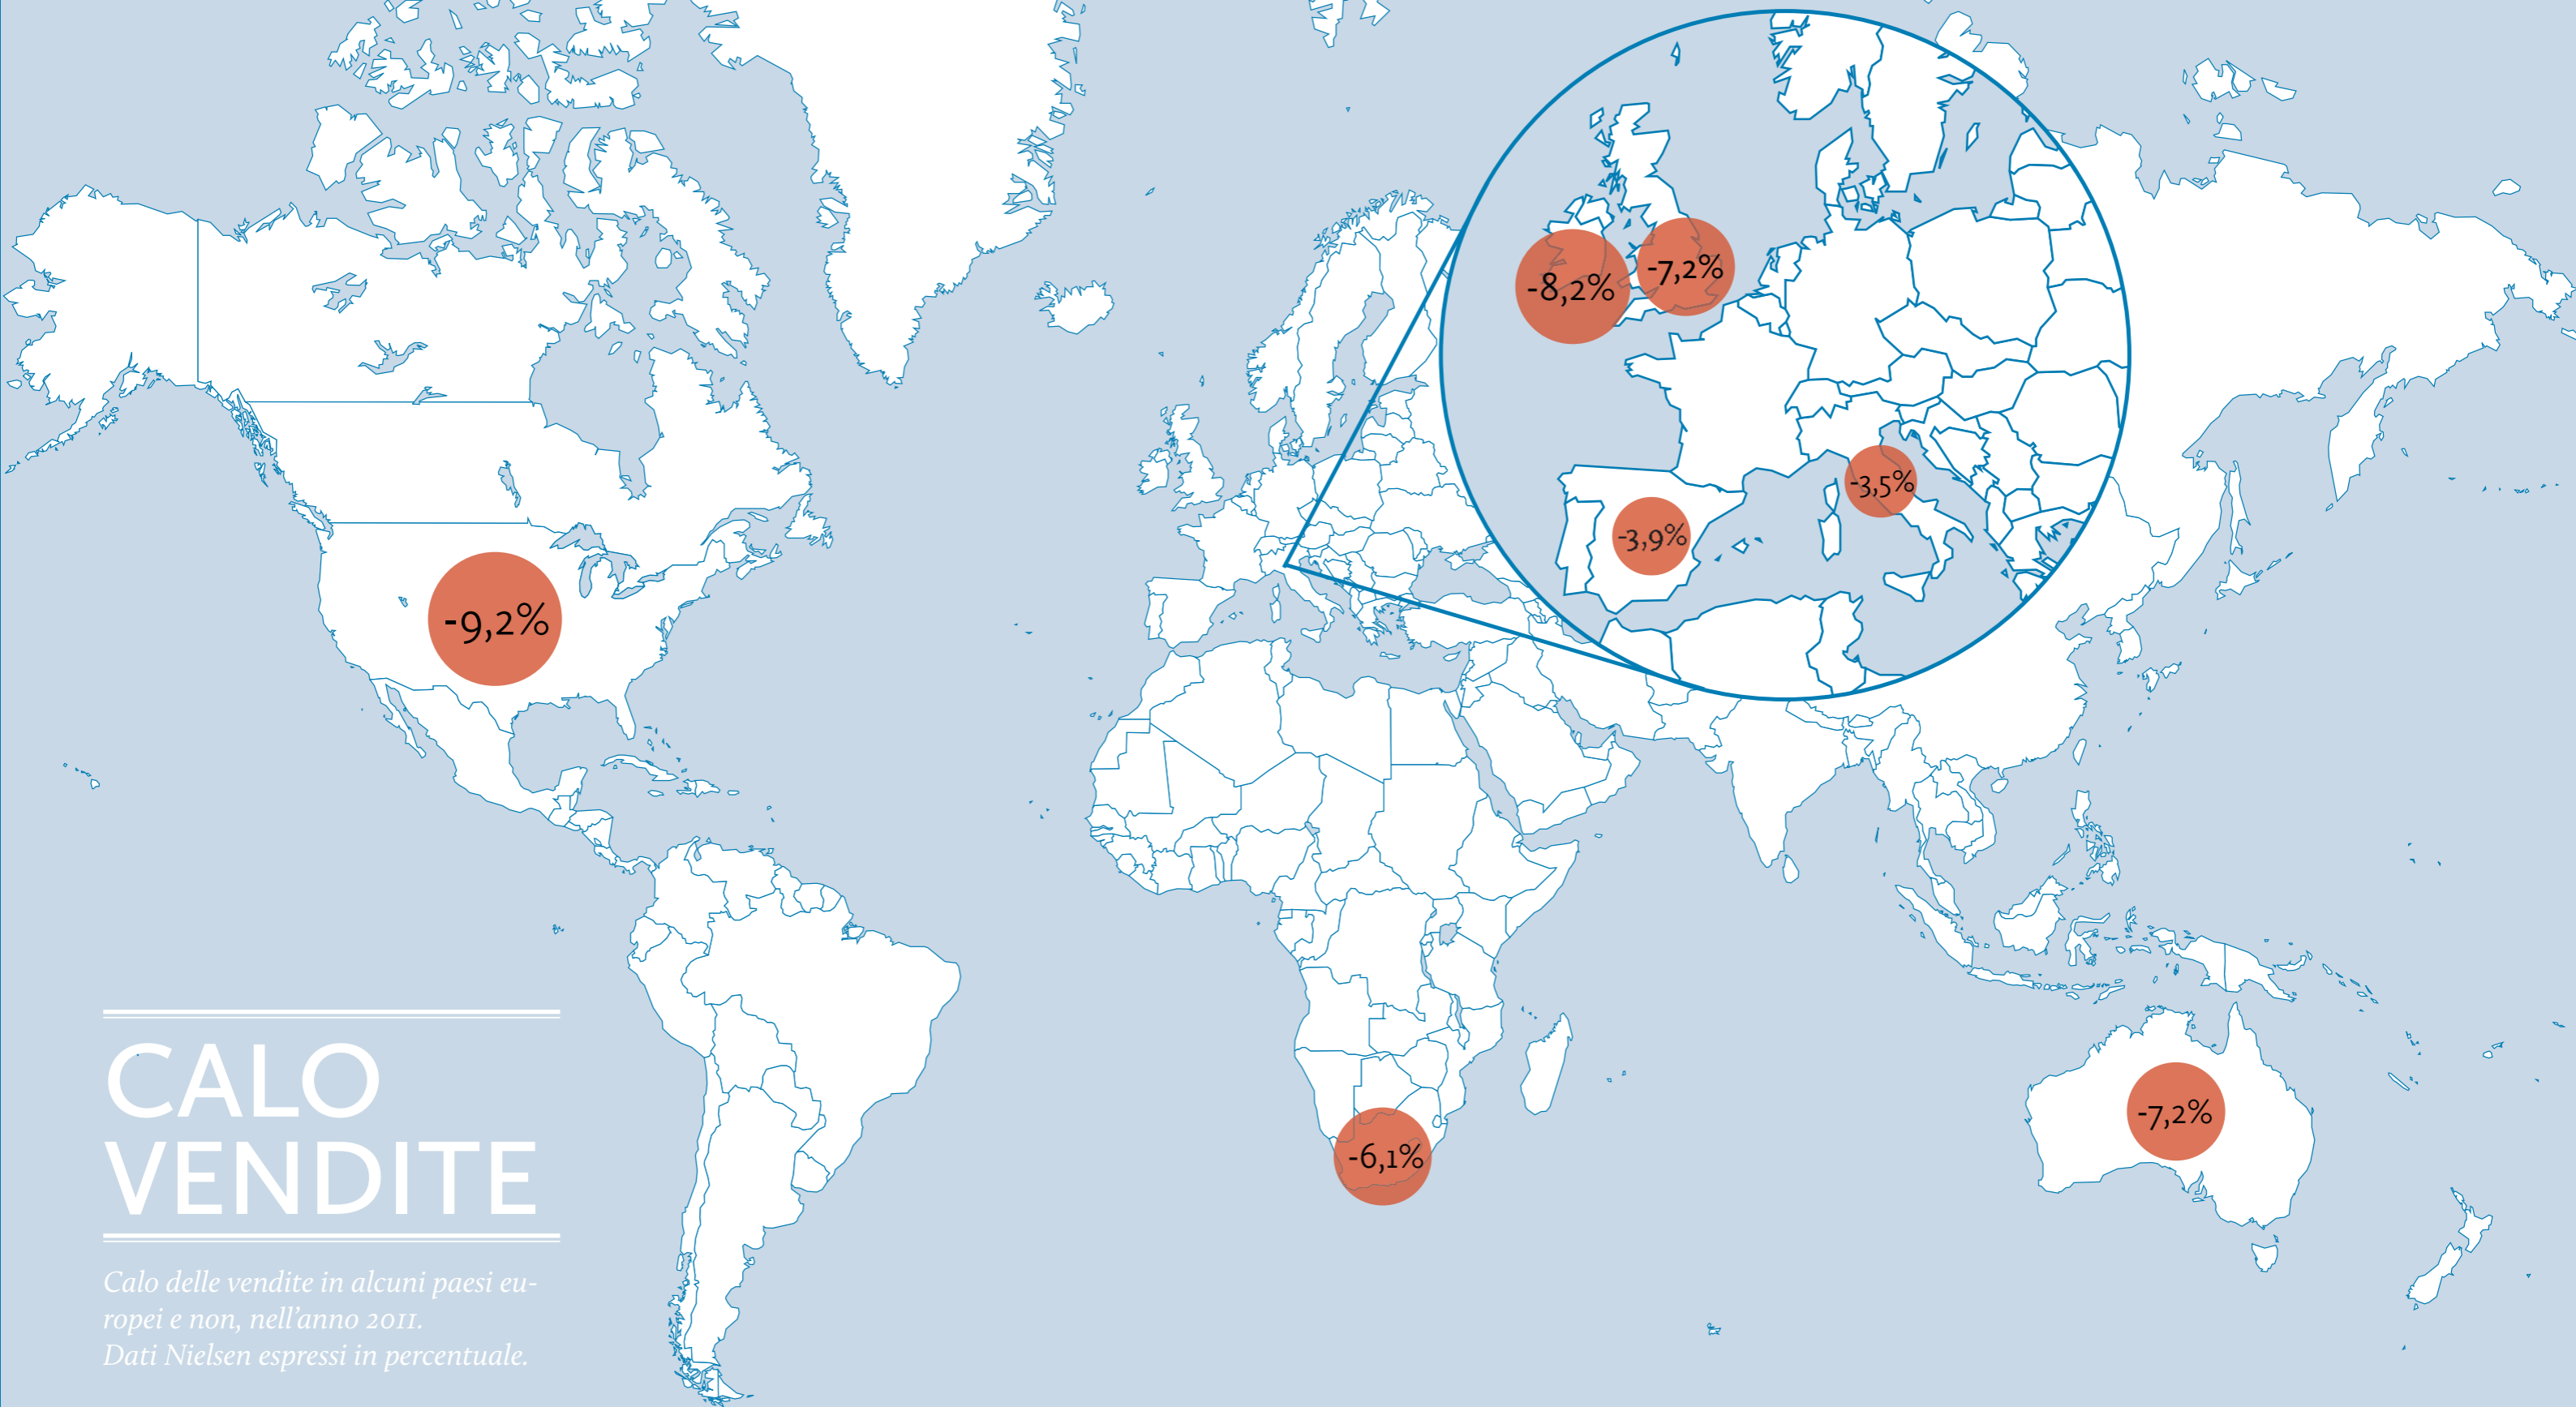 -8,2%
-7,2%
-3,5%
-3,9%
-9,2%
-6,1%
-7,2%
CALO
VENDITE
Calo delle vendite in alcuni paesi eu-
ropei e non, nell'anno 2011.
Dati Nielsen espressi in percentuale.